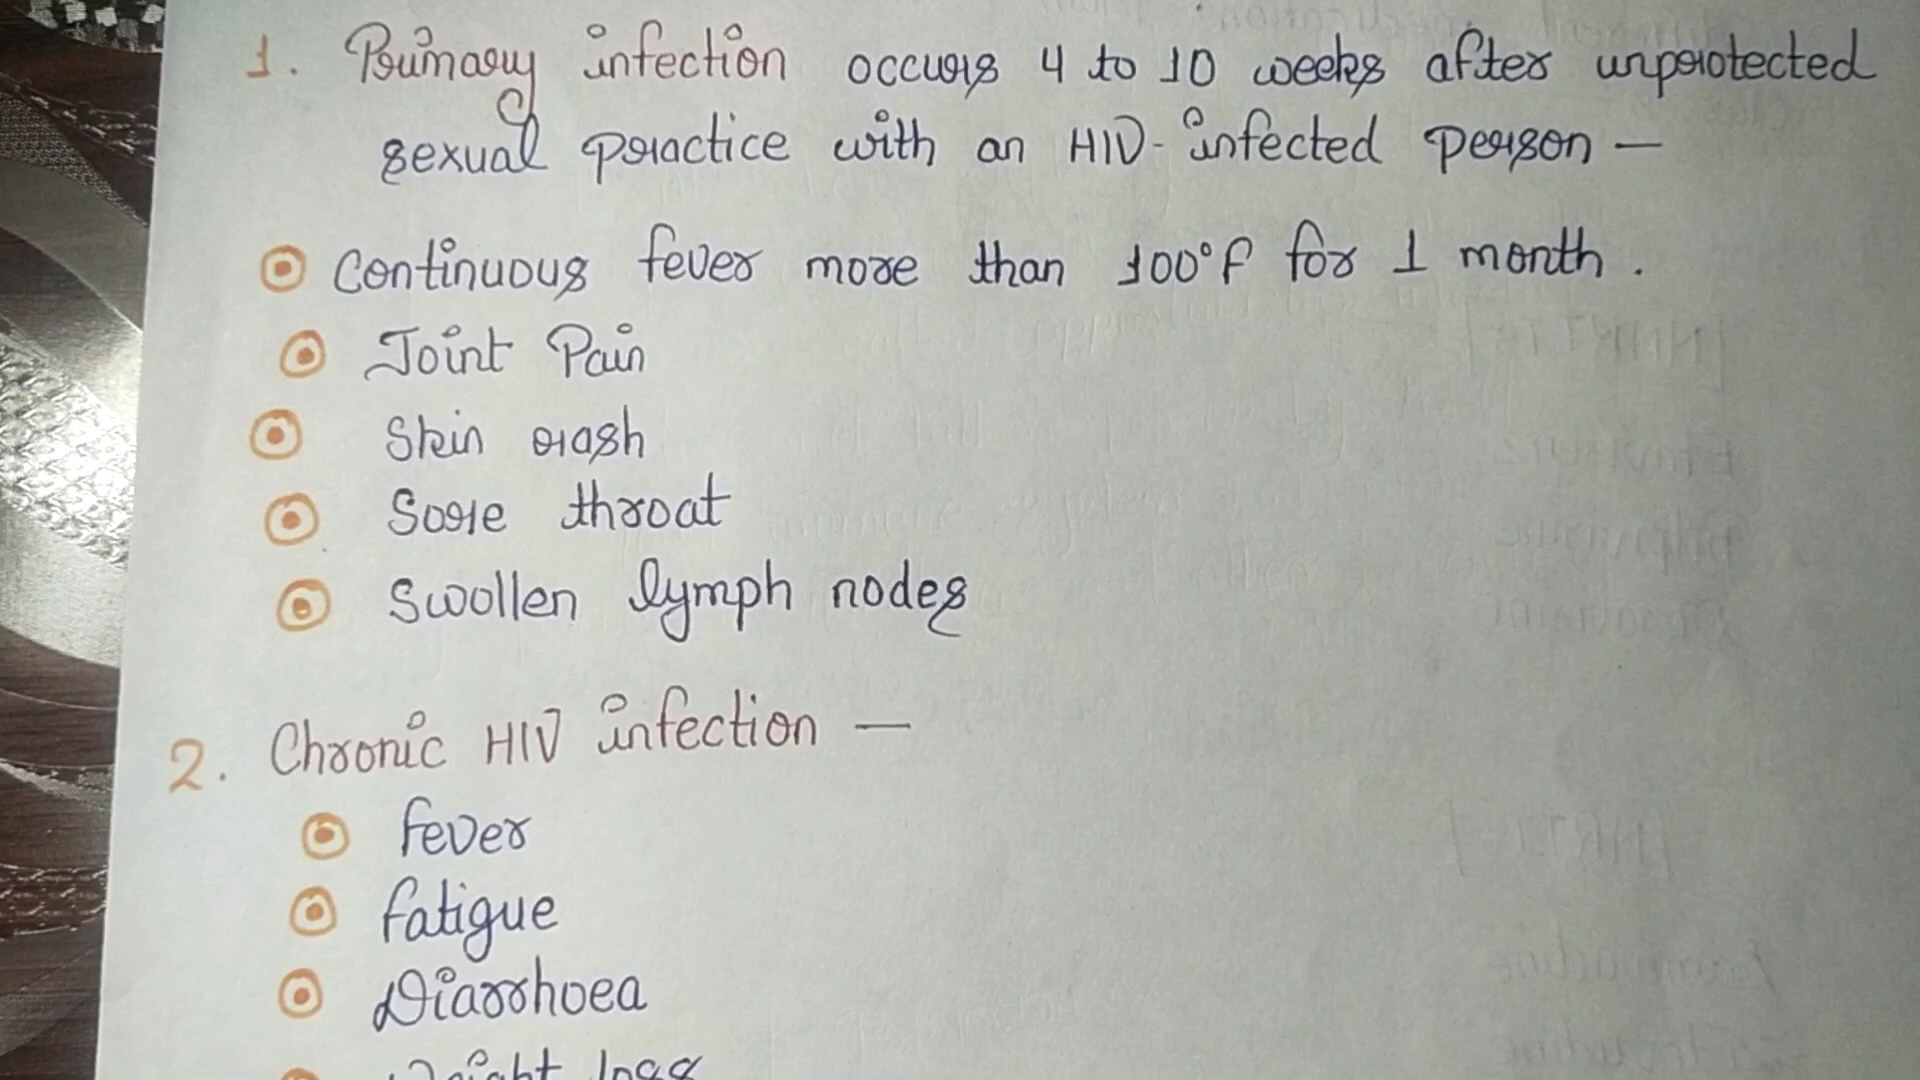 1. Primary infection occurs 4 to 10 weeks after unprotected
sexual practice with an HIV-infected person —
Continuous fever more than 100°F for 1 month.
Joint Pain
Skin rash
Sore throat
Swollen lymph nodes
2. Chronic HIV infection —
fever
fatigue
Diarrhoea
Weight loss